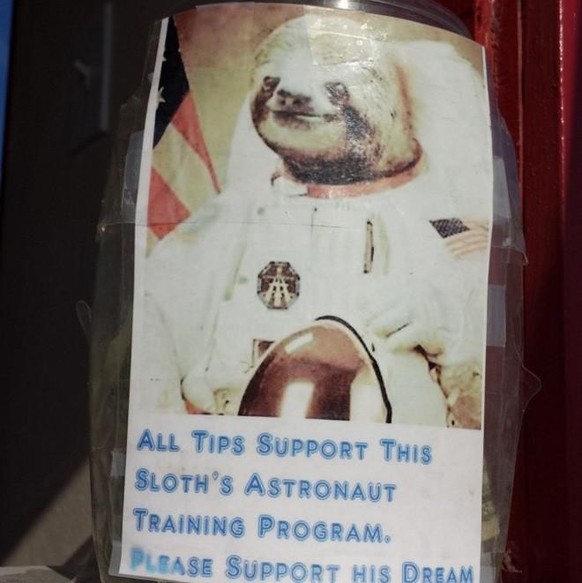 All Tips Support This
Sloth's Astronaut
Training Program.
Please Support his Dream